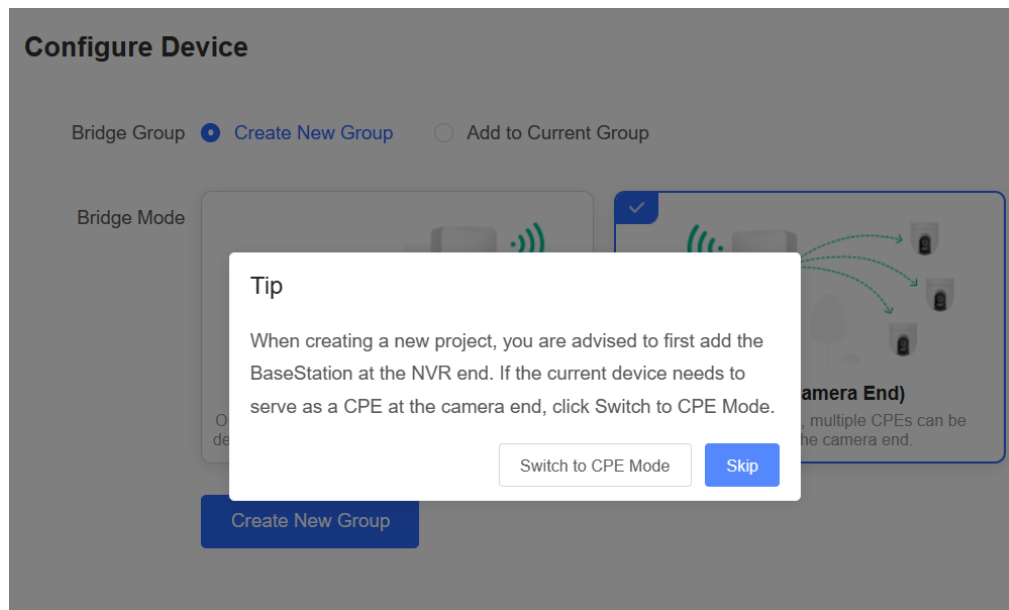 Configure Device
Bridge Group Create New Group Add to Current Group
Bridge Mode
Tip
When creating a new project, you are advised to first add the
BaseStation at the NVR end. If the current device needs to
serve as a CPE at the camera end, click Switch to CPE Mode.
Switch to CPE Mode Skip
amera End)
, multiple CPEs can be
he camera end.
Create New Group